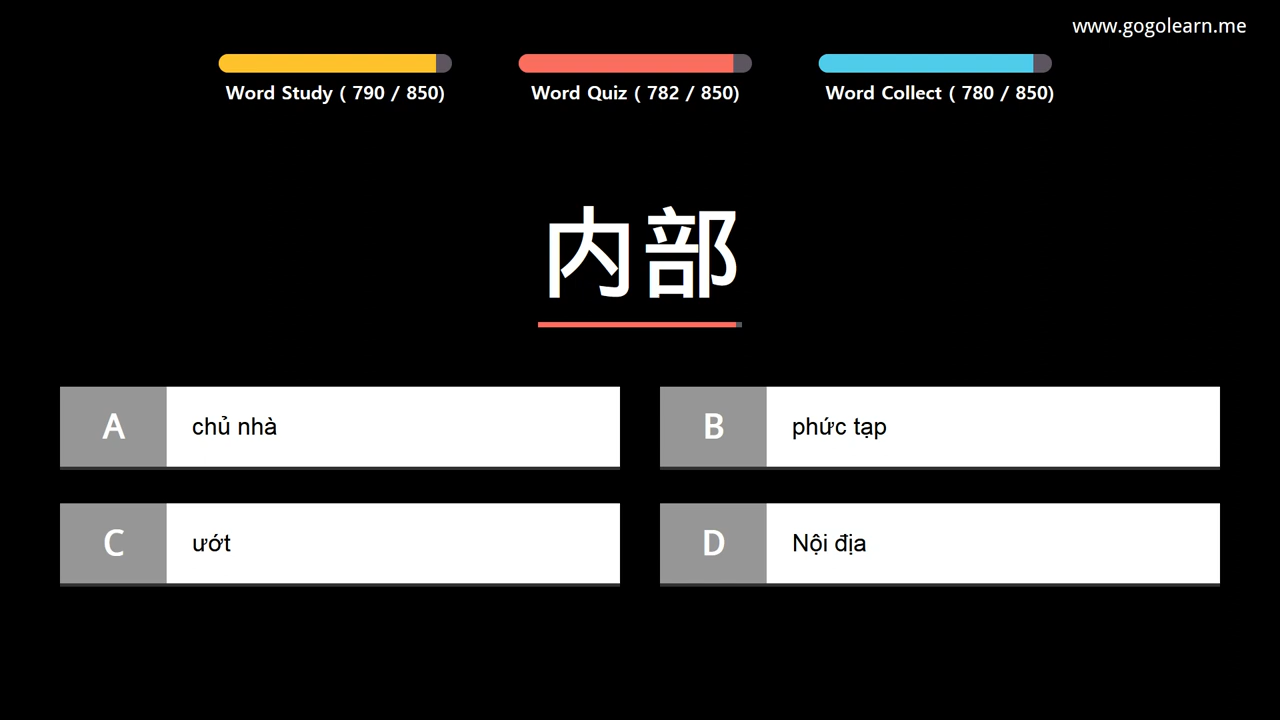 www.gogolearn.me
Word Study ( 790 / 850)
Word Quiz ( 782 / 850)
Word Collect ( 780 / 850)
内部
A chủ nhà
B phức tạp
C ướt
D Nội địa